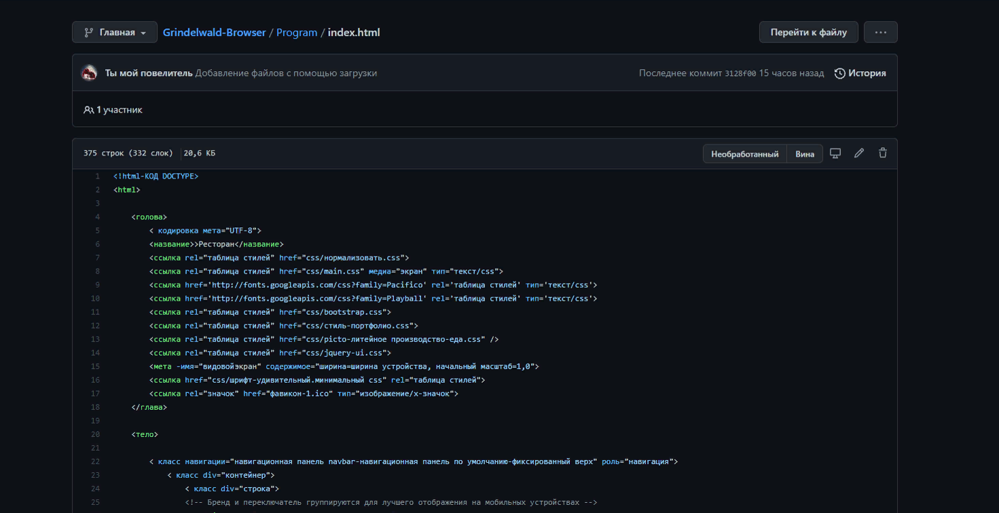 Главная Grindelwald-Browser / Program / index.html Перейти к файлу ...
Ты мой повелитель Добавление файлов с помощью загрузки Последнее коммит 3128f00 15 часов назад История
1 участник
375 строк (332 слок) 20,6 КБ Необработанный Вина
1 <!html-КОД DOCTYPE>
2 <html>
3
4 <голова>
5 < кодировка мета="UTF-8">
6 <название>>Ресторан</название>
7 <ссылка rel="таблица стилей" href="css/нормализовать.css">
8 <ссылка rel="таблица стилей" href="css/main.css" медиа="экран" тип="текст/css">
9 <ссылка href='http://fonts.googleapis.com/css?family=Pacifico' rel='таблица стилей' тип='текст/css'>
10 <ссылка href='http://fonts.googleapis.com/css?family=Playball' rel='таблица стилей' тип='текст/css'>
11 <ссылка rel="таблица стилей" href="css/bootstrap.css">
12 <ссылка rel="таблица стилей" href="css/стиль-портфолио.css">
13 <ссылка rel="таблица стилей" href="css/picto-литейное производство-еда.css" />
14 <ссылка rel="таблица стилей" href="css/jquery-ui.css">
15 <мета -имя="видовойэкран" содержимое="ширина=ширина устройства, начальный масштаб=1,0">
16 <ссылка href="css/шрифт-удивительный.минимальный css" rel="таблица стилей">
17 <ссылка rel="значок" href="фавикон-1.ico" тип="изображение/x-значок">
18 </глава>
19
20 <тело>
21
22 < класс навигации="навигационная панель navbar-навигационная панель по умолчанию-фиксированный верх" роль="навигация">
23 < класс div="контейнер">
24 < класс div="строка">
25 <!-- Бренд и переключатель группируются для лучшего отображения на мобильных устройствах -->